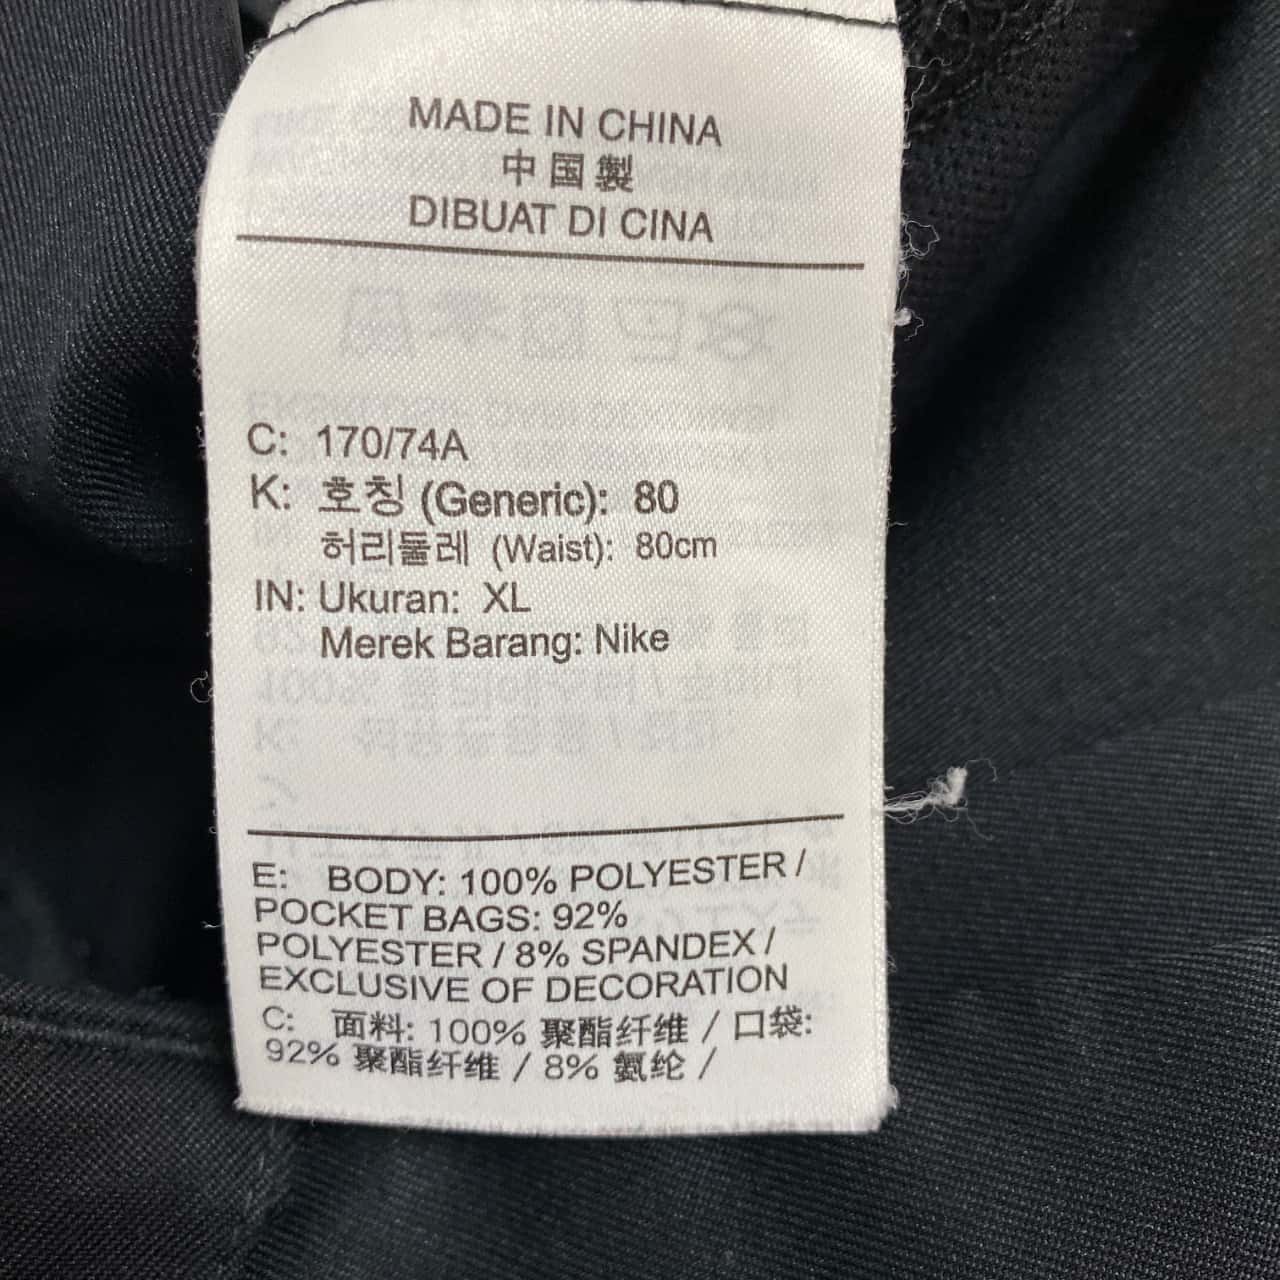 MADE IN CHINA
中国製
DIBUAT DI CINA
C: 170/74A
K: 호칭 (Generic): 80
허리둘레 (Waist): 80cm
IN: Ukuran: XL
Merek Barang: Nike
E: BODY: 100% POLYESTER /
POCKET BAGS: 92%
POLYESTER / 8% SPANDEX /
EXCLUSIVE OF DECORATION
C: 面料: 100% 聚酯纤维 / 口袋:
92% 聚酯纤维 / 8% 氨纶 /